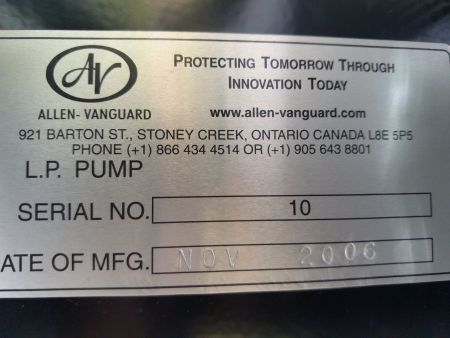 AV
PROTECTING TOMORROW THROUGH
INNOVATION TODAY
ALLEN-VANGUARD
www.allen-vanguard.com
921 BARTON ST., STONEY CREEK, ONTARIO CANADA L8E 5P5
PHONE (+1) 866 434 4514 OR (+1) 905 643 8801
L.P. PUMP
SERIAL NO. 10
ATE OF MFG. NOV 2006